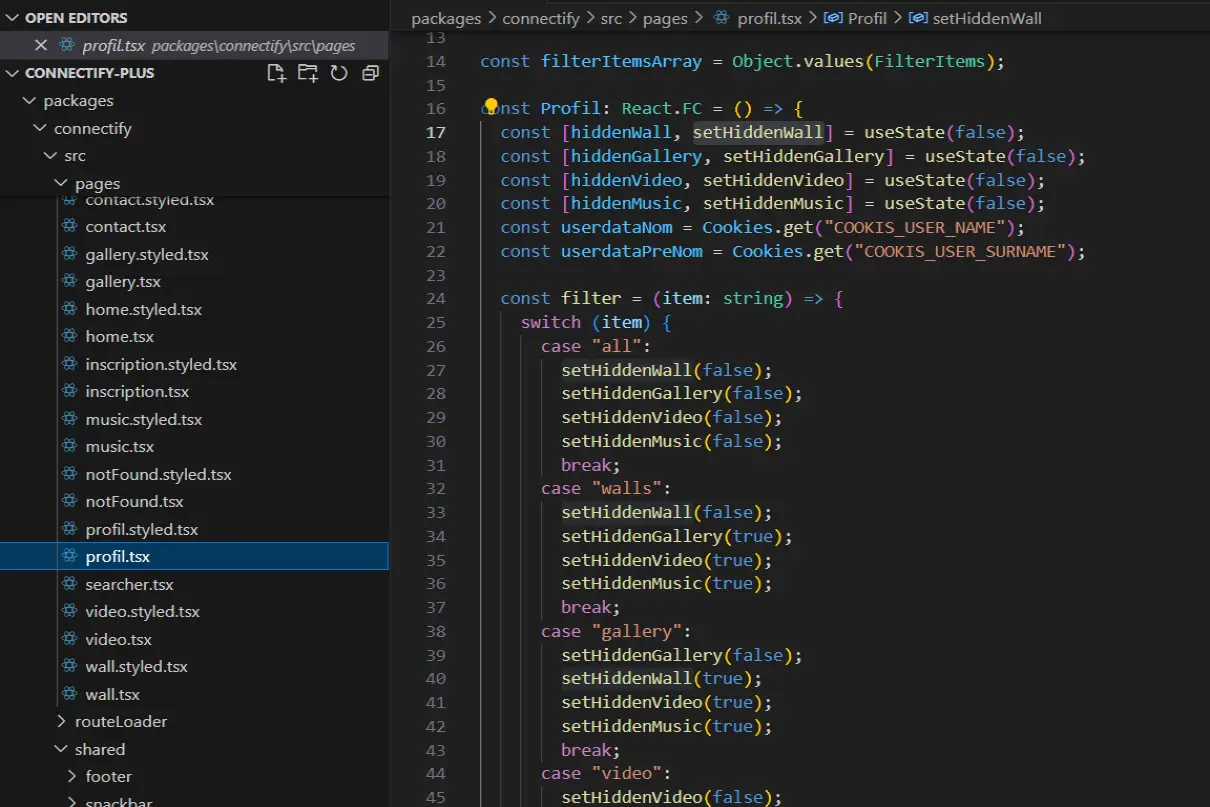 OPEN EDITORS
profil.tsx packages\connectify\src\pages
CONNECTIFY-PLUS
packages
connectify
src
pages
contact.styled.tsx
contact.tsx
gallery.styled.tsx
gallery.tsx
home.styled.tsx
home.tsx
inscription.styled.tsx
inscription.tsx
music.styled.tsx
music.tsx
notFound.styled.tsx
notFound.tsx
profil.styled.tsx
profil.tsx
searcher.tsx
video.styled.tsx
video.tsx
wall.styled.tsx
wall.tsx
routeLoader
shared
footer
snackbar
packages > connectify > src > pages > profil.tsx > Profil > setHiddenWall
13
14 const filterItemsArray = Object.values(FilterItems);
15
16 const Profil: React.FC = () => {
17 const [hiddenWall, setHiddenWall] = useState(false);
18 const [hiddenGallery, setHiddenGallery] = useState(false);
19 const [hiddenVideo, setHiddenVideo] = useState(false);
20 const [hiddenMusic, setHiddenMusic] = useState(false);
21 const userdataNom = Cookies.get("COOKIS_USER_NAME");
22 const userdataPreNom = Cookies.get("COOKIS_USER_SURNAME");
23
24 const filter = (item: string) => {
25 switch (item) {
26 case "all":
27 setHiddenWall(false);
28 setHiddenGallery(false);
29 setHiddenVideo(false);
30 setHiddenMusic(false);
31 break;
32 case "walls":
33 setHiddenWall(false);
34 setHiddenGallery(true);
35 setHiddenVideo(true);
36 setHiddenMusic(true);
37 break;
38 case "gallery":
39 setHiddenGallery(false);
40 setHiddenWall(true);
41 setHiddenVideo(true);
42 setHiddenMusic(true);
43 break;
44 case "video":
45 setHiddenVideo(false);